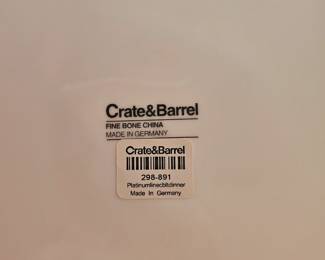 Crate&Barrel
FINE BONE CHINA
MADE IN GERMANY
Crate&Barrel
298-891
Platinumlinecbltdinner
Made In Germany